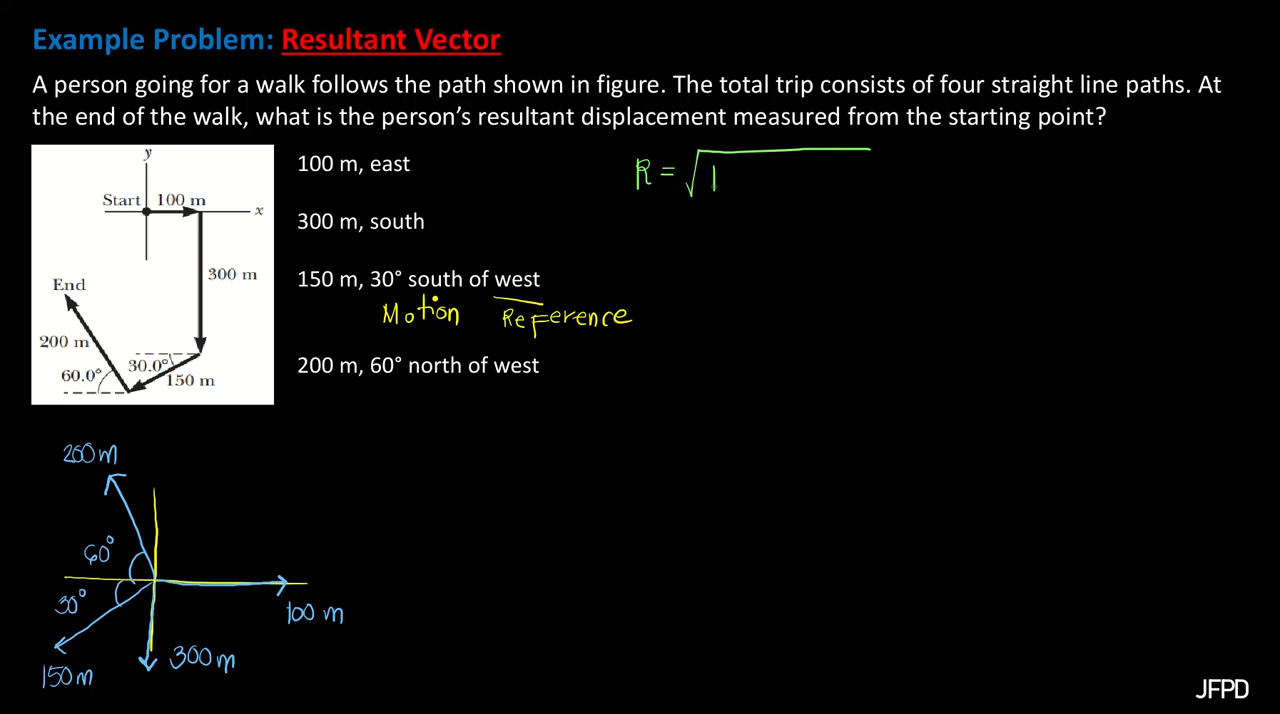 Example Problem: Resultant Vector
A person going for a walk follows the path shown in figure. The total trip consists of four straight line paths. At
the end of the walk, what is the person's resultant displacement measured from the starting point?
y
Start 100 m
x
300 m
End
200 m
30.0°
60.0°
150 m
100 m, east
300 m, south
150 m, 30° south of west
Motion Reference
200 m, 60° north of west
R = √1
200 m
60°
30°
100 m
300 m
150 m
JFPD